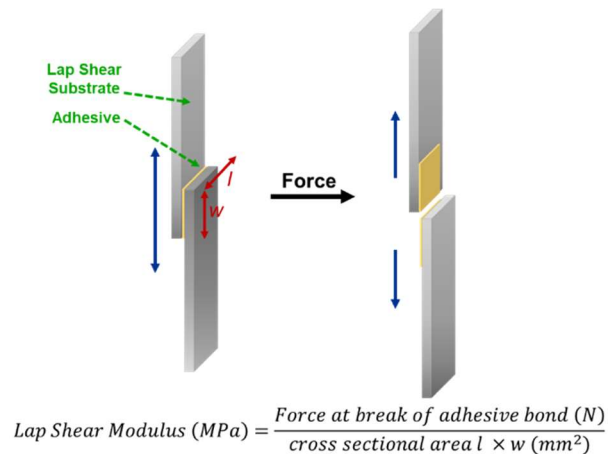 Lap Shear
Substrate
Adhesive
l
w
Force
Lap Shear Modulus (MPa) = Force at break of adhesive bond (N) / cross sectional area l × w (mm²)